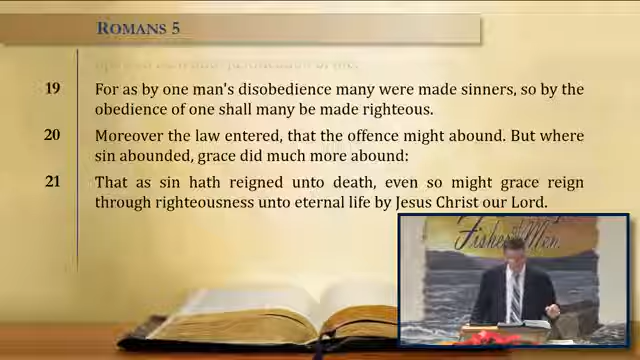 ROMANS 5
19 For as by one man's disobedience many were made sinners, so by the
obedience of one shall many be made righteous.
20 Moreover the law entered, that the offence might abound. But where
sin abounded, grace did much more abound:
21 That as sin hath reigned unto death, even so might grace reign
through righteousness unto eternal life by Jesus Christ our Lord.
Fishers of Men